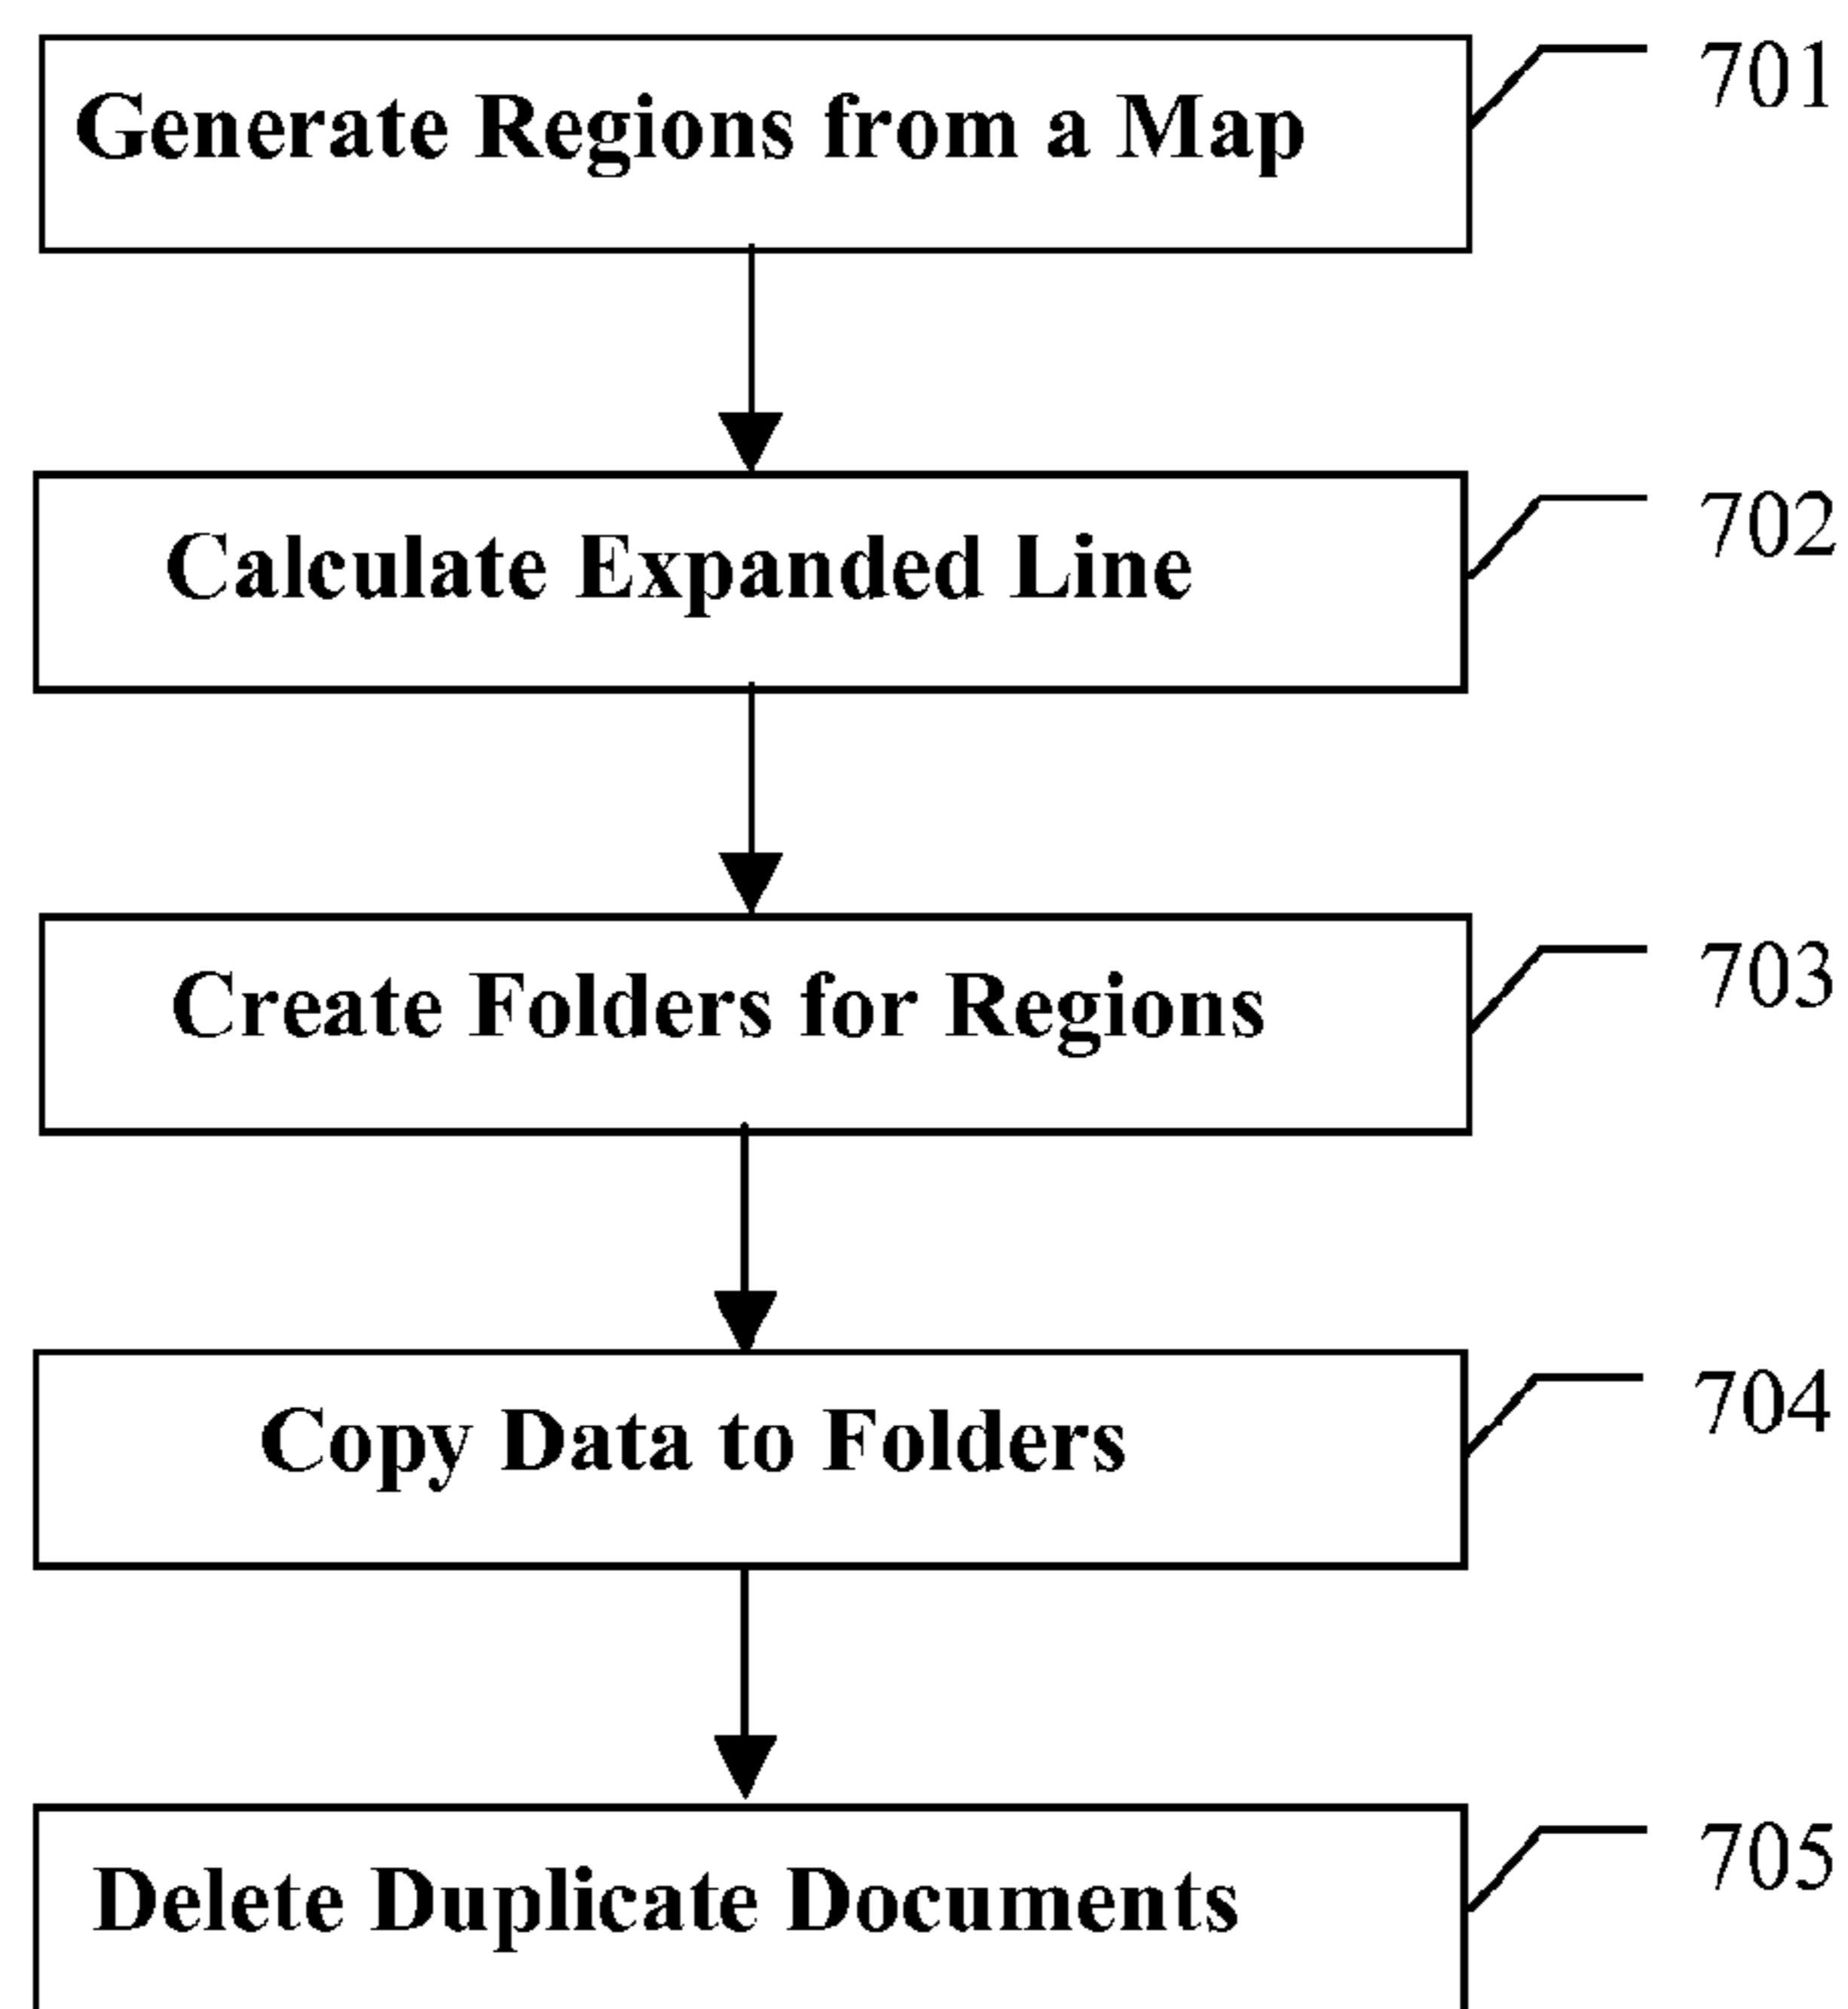 Generate Regions from a Map
701
Calculate Expanded Line
702
Create Folders for Regions
703
Copy Data to Folders
704
Delete Duplicate Documents
705